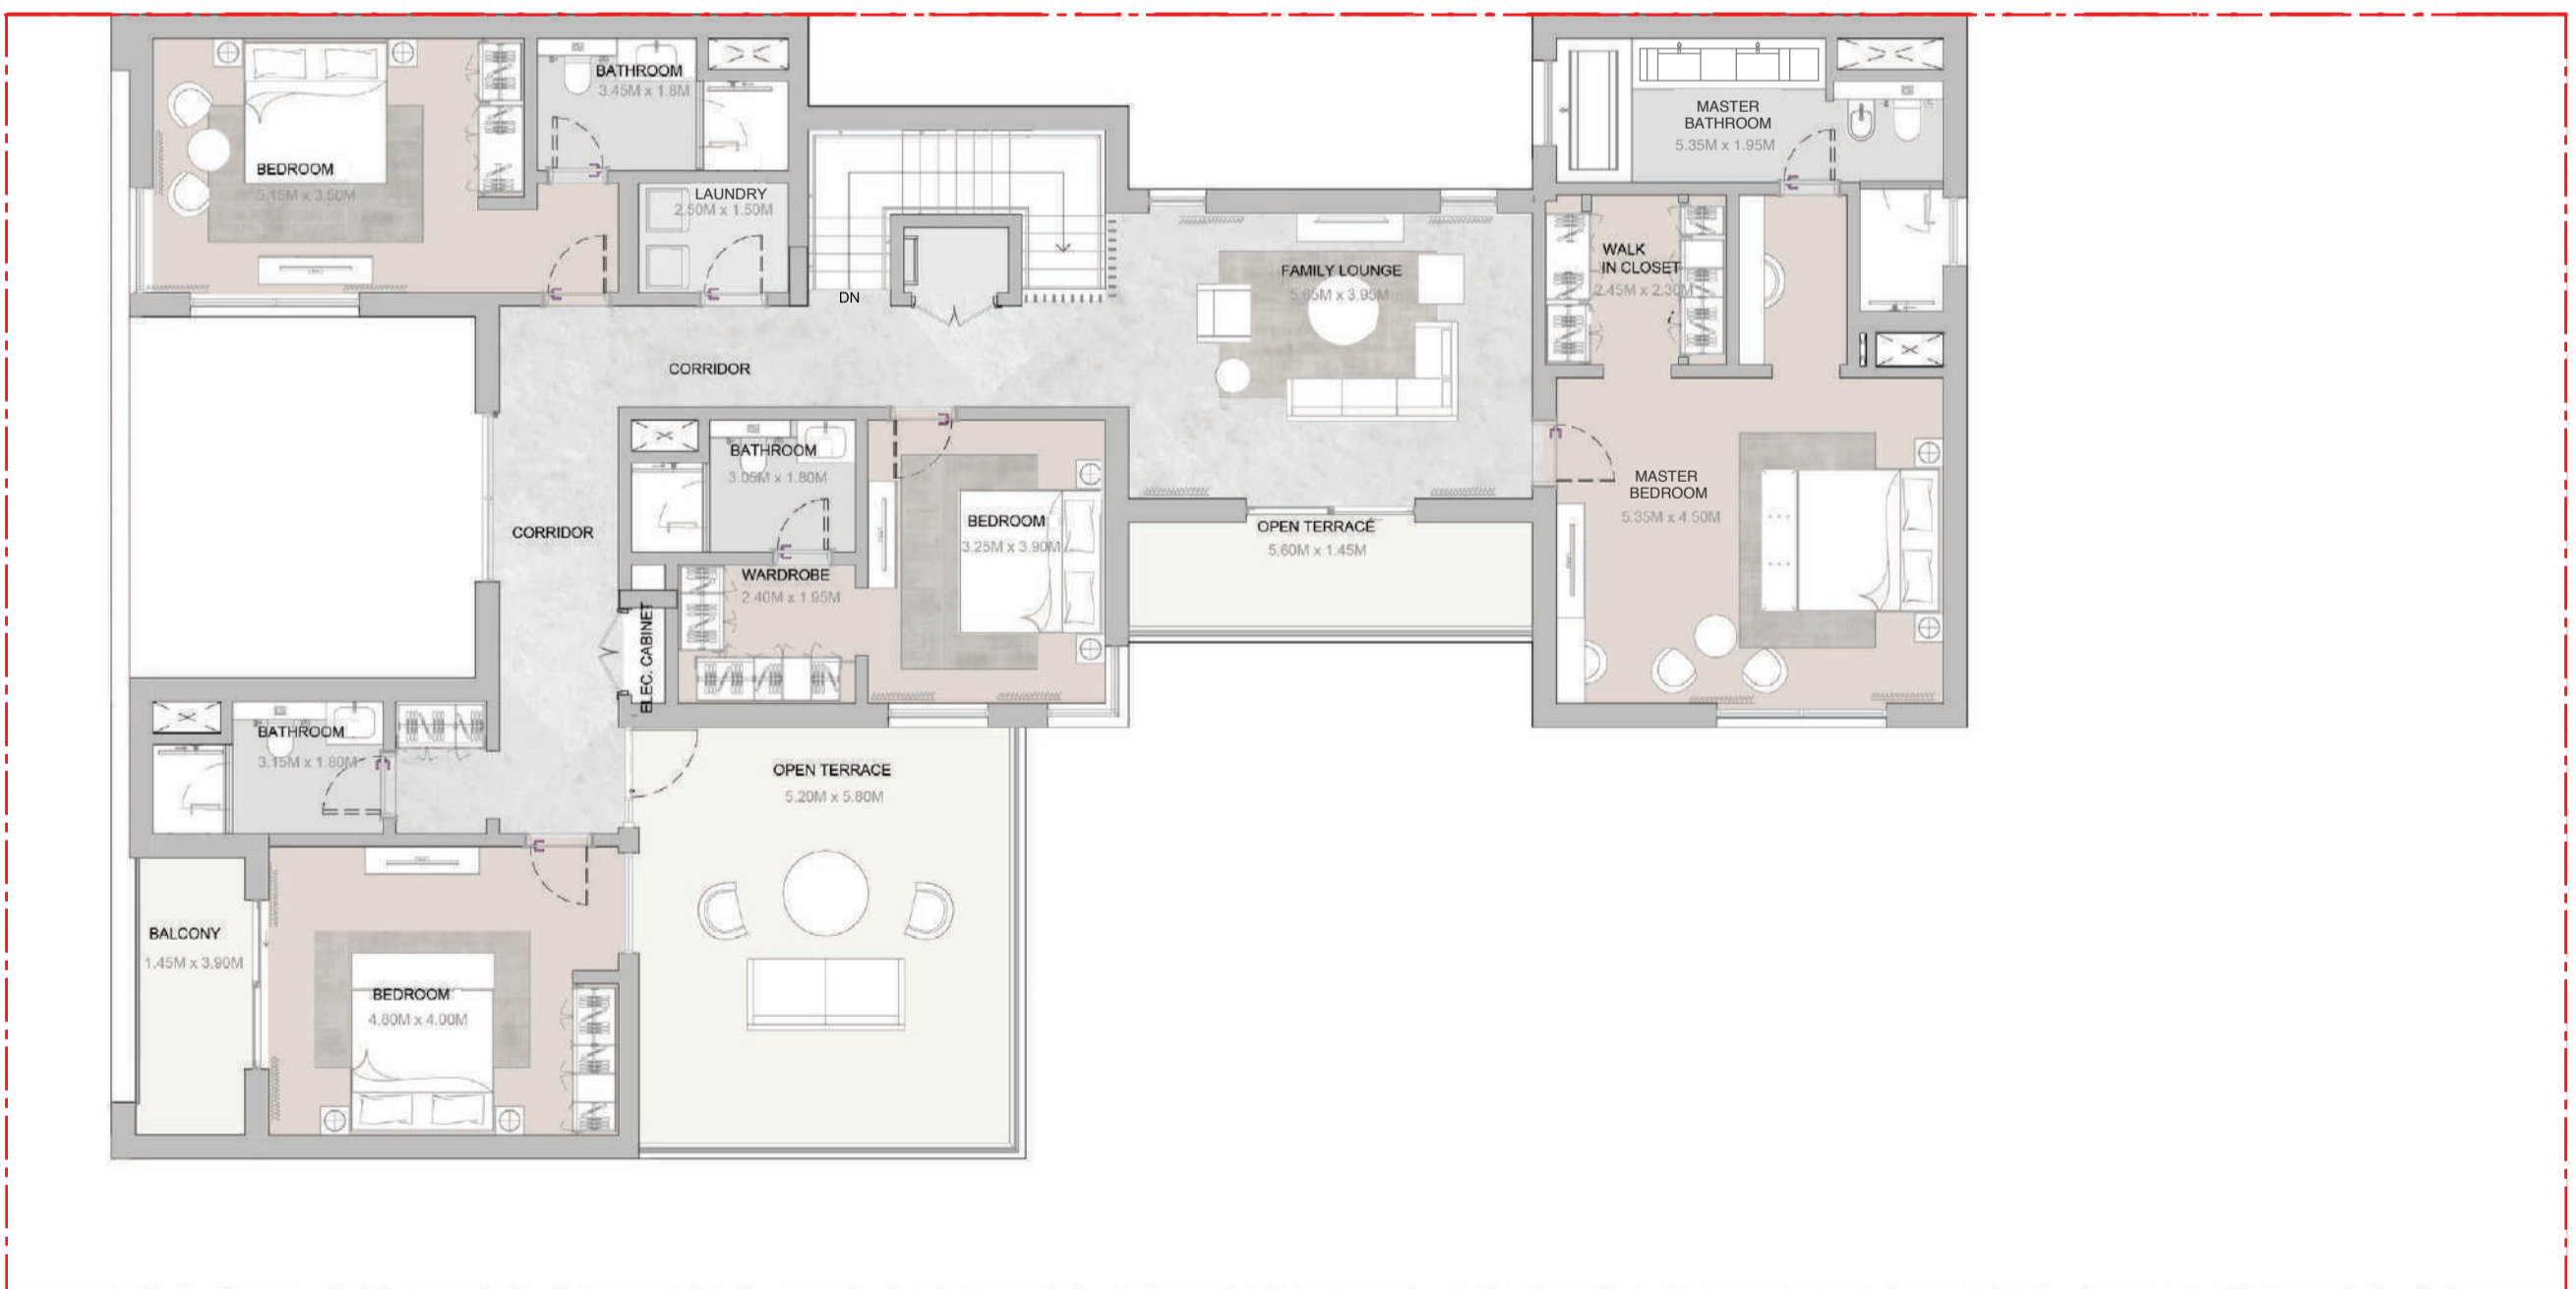 BEDROOM
5.15M x 3.50M
BATHROOM
3.45M x 1.8M
LAUNDRY
2.50M x 1.50M
DN
FAMILY LOUNGE
5.65M x 3.95M
MASTER
BATHROOM
5.35M x 1.95M
WALK
IN CLOSET
2.45M x 2.30M
CORRIDOR
BATHROOM
3.05M x 1.80M
BEDROOM
3.25M x 3.90M
WARDROBE
2.40M x 1.95M
CORRIDOR
ELEC. CABINET
OPEN TERRACE
5.60M x 1.45M
MASTER
BEDROOM
5.35M x 4.50M
BATHROOM
3.15M x 1.80M
OPEN TERRACE
5.20M x 5.80M
BALCONY
1.45M x 3.90M
BEDROOM
4.80M x 4.00M